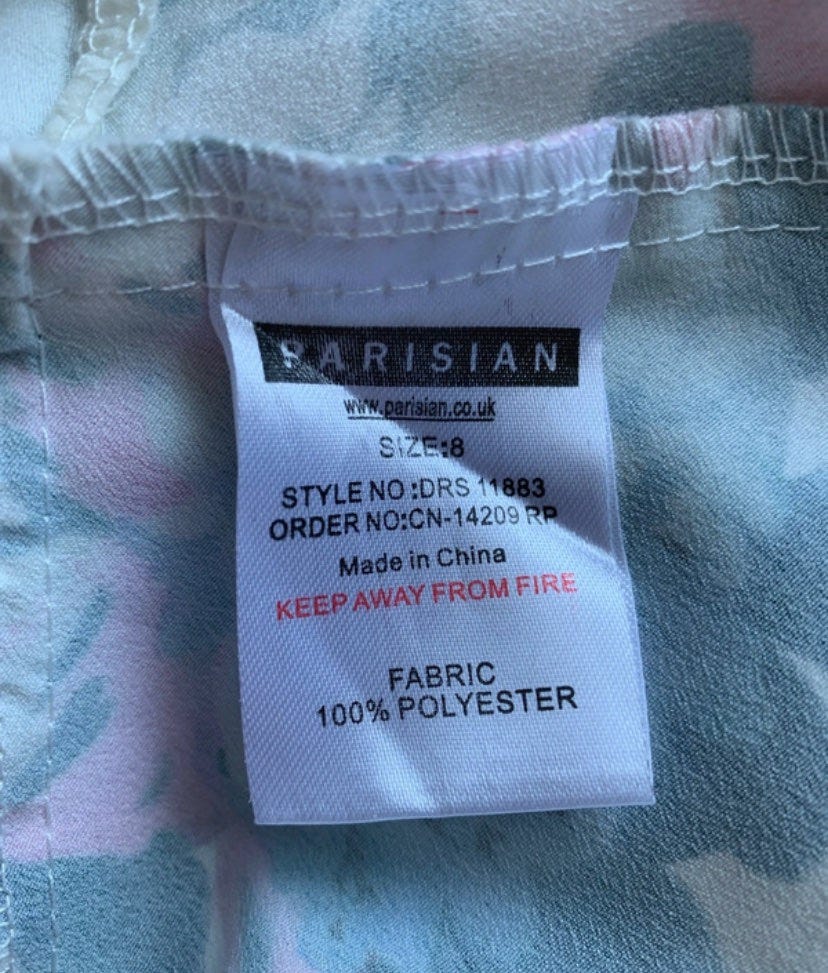 PARISIAN
www.parisian.co.uk
SIZE:8
STYLE NO :DRS 11883
ORDER NO:CN-14209 RP
Made in China
KEEP AWAY FROM FIRE
FABRIC
100% POLYESTER